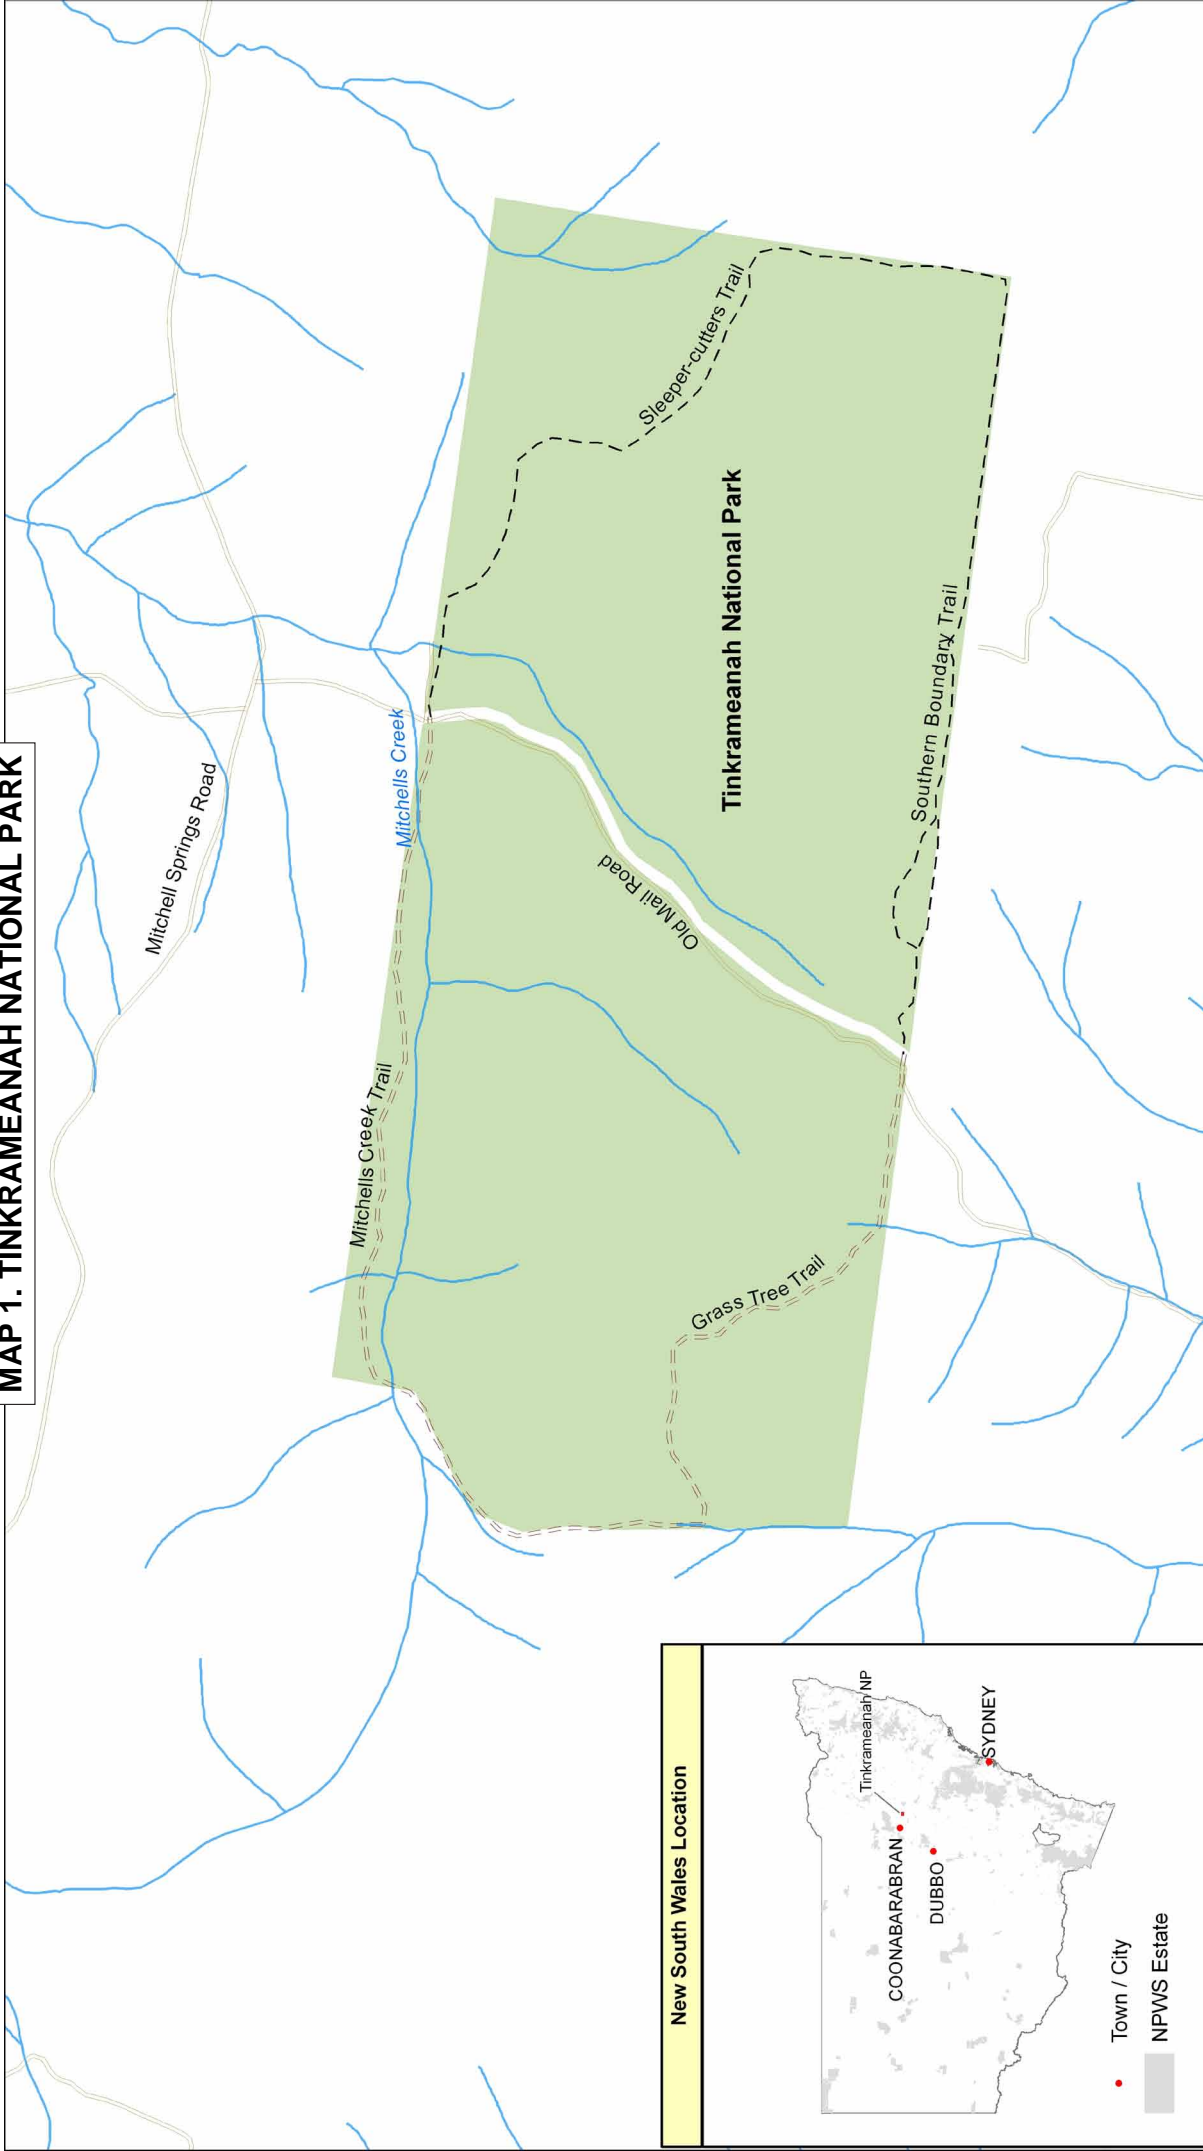 MAP 1. TINKRAMEANAH NATIONAL PARK
Mitchell Springs Road
Mitchells Creek
Mitchells Creek Trail
Old Mail Road
Sleeper-cutters Trail
Tinkrameanah National Park
Grass Tree Trail
Southern Boundary Trail
New South Wales Location
Tinkrameanah NP
COONABARABRAN
DUBBO
SYDNEY
Town / City
NPWS Estate